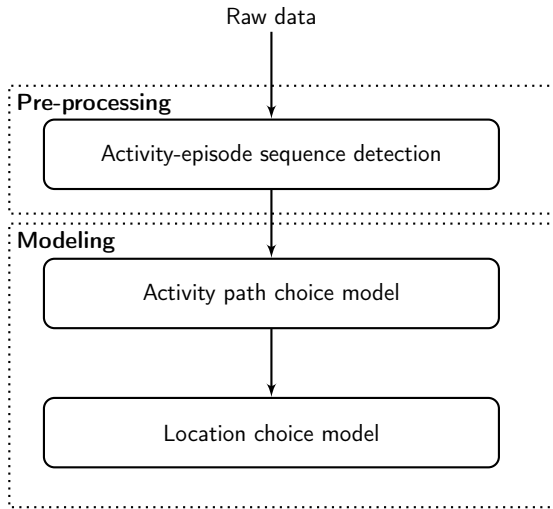 Raw data
Pre-processing
Activity-episode sequence detection
Modeling
Activity path choice model
Location choice model